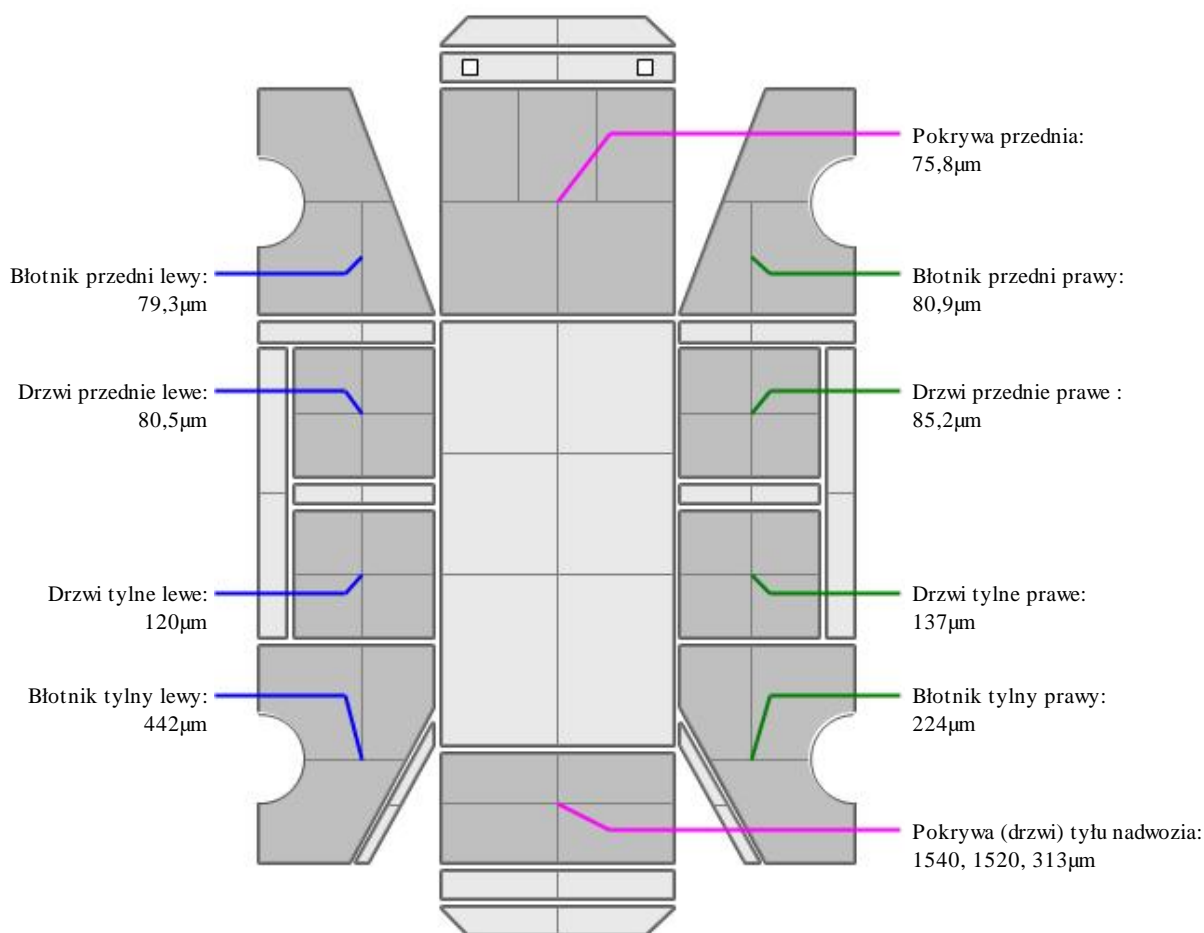 Pokrywa przednia:
75,8µm
Błotnik przedni lewy:
79,3µm
Błotnik przedni prawy:
80,9µm
Drzwi przednie lewe:
80,5µm
Drzwi przednie prawe :
85,2µm
Drzwi tylne lewe:
120µm
Drzwi tylne prawe:
137µm
Błotnik tylny lewy:
442µm
Błotnik tylny prawy:
224µm
Pokrywa (drzwi) tyłu nadwozia:
1540, 1520, 313µm